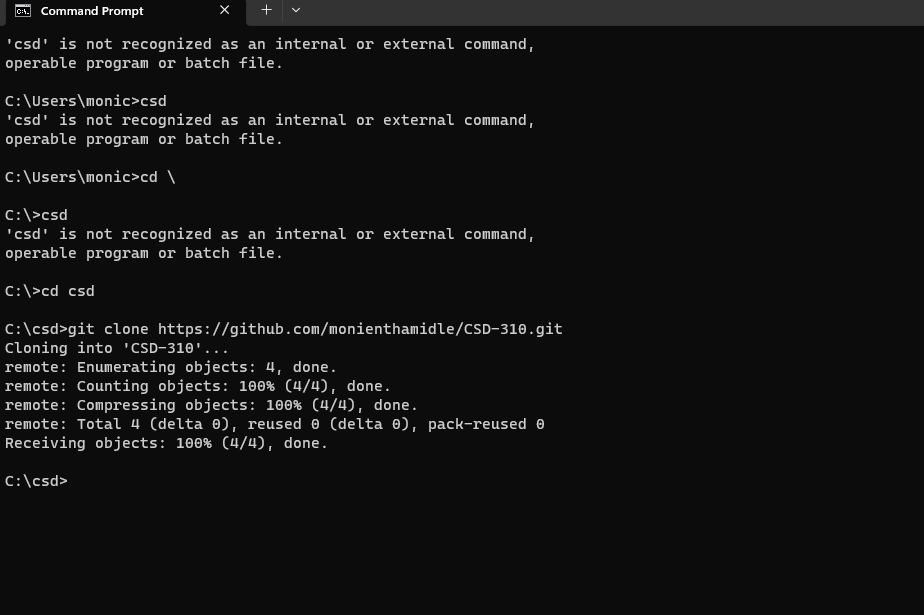 Command Prompt
'csd' is not recognized as an internal or external command,
operable program or batch file.
C:\Users\monic>csd
'csd' is not recognized as an internal or external command,
operable program or batch file.
C:\Users\monic>cd \
C:\>csd
'csd' is not recognized as an internal or external command,
operable program or batch file.
C:\>cd csd
C:\csd>git clone https://github.com/monienthamidle/CSD-310.git
Cloning into 'CSD-310'...
remote: Enumerating objects: 4, done.
remote: Counting objects: 100% (4/4), done.
remote: Compressing objects: 100% (4/4), done.
remote: Total 4 (delta 0), reused 0 (delta 0), pack-reused 0
Receiving objects: 100% (4/4), done.
C:\csd>